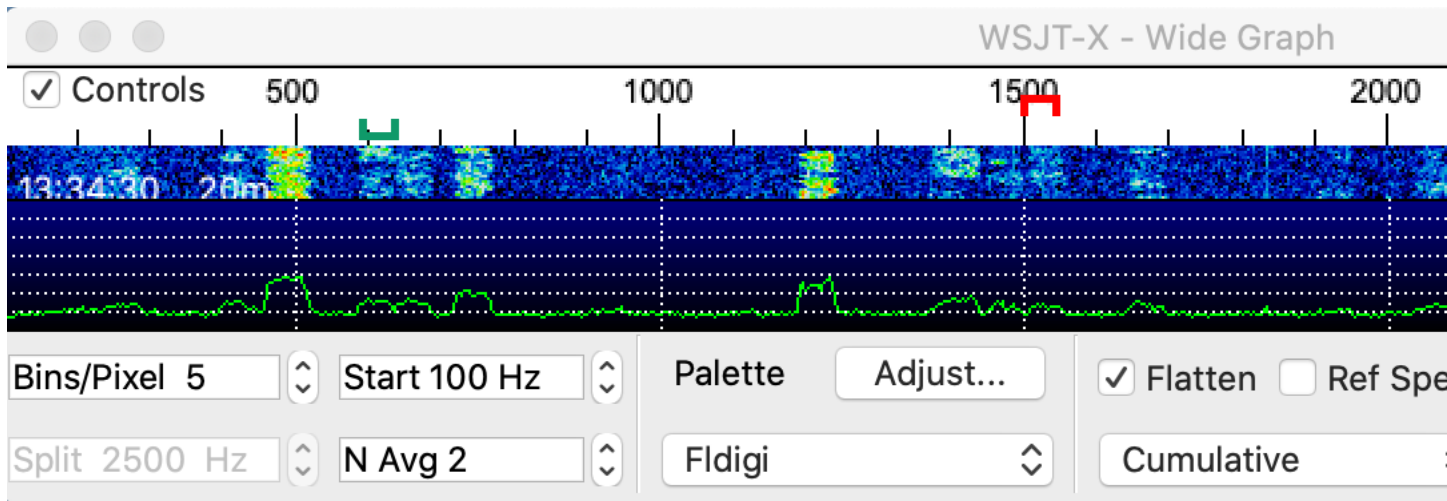 WSJT-X - Wide Graph
Controls 500 1000 1500 2000
13:34:30 20m
Bins/Pixel 5 Start 100 Hz Palette Adjust... Flatten Ref Spe
Split 2500 Hz N Avg 2 Fldigi Cumulative